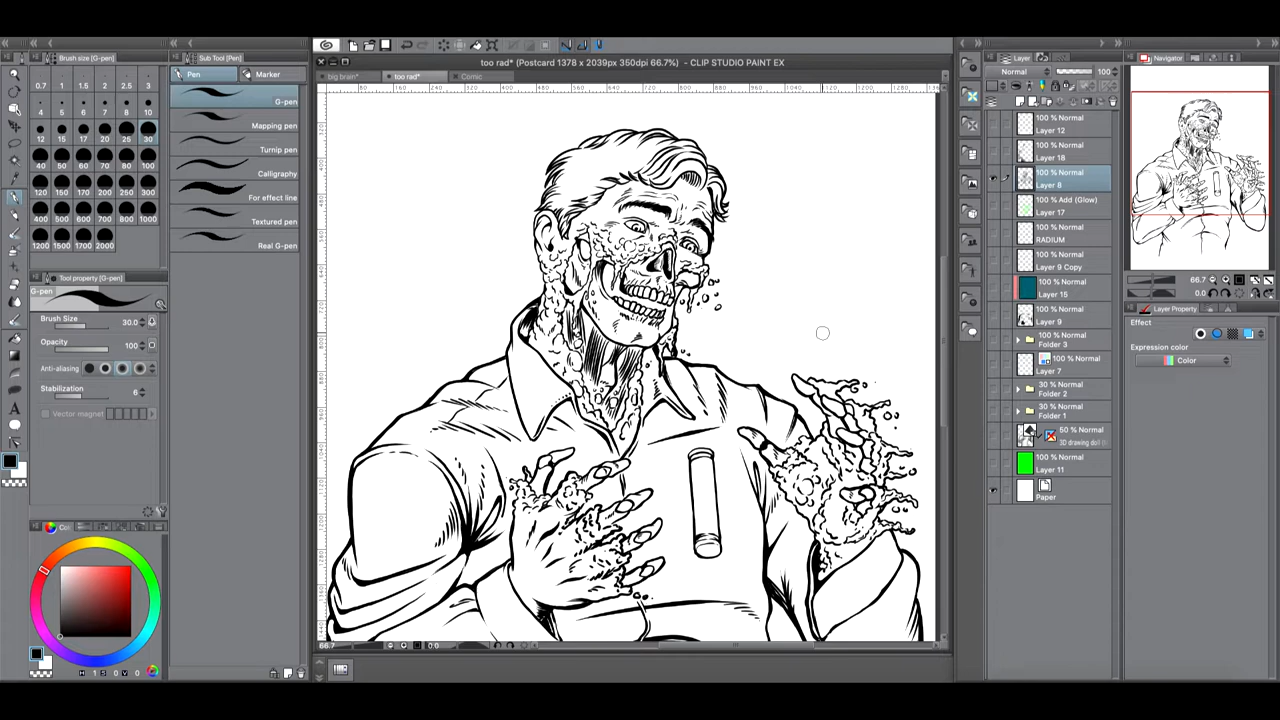 Brush size [G-pen]
Sub Tool [Pen]
too rad* (Postcard 1378 x 2039px 350dpi 66.7%) - CLIP STUDIO PAINT EX
Layer
Navigator
Pen
Marker
big brain*
too rad*
Comic
Normal
100
0.7 1 1.5 2 2.5 3
4 5 6 7 8 10
12 15 17 20 25 30
40 50 60 70 80 100
120 150 170 200 250 300
400 500 600 700 800 1000
1200 1500 1700 2000
G-pen
Mapping pen
Turnip pen
Calligraphy
For effect line
Textured pen
Real G-pen
Tool property [G-pen]
G-pen
Brush Size 30.0
Opacity 100
Anti-aliasing
Stabilization 6
Vector magnet
100 % Normal
Layer 12
100 % Normal
Layer 18
100 % Normal
Layer 8
100 % Add (Glow)
Layer 17
100 % Normal
RADIUM
100 % Normal
Layer 9 Copy
100 % Normal
Layer 15
100 % Normal
Layer 9
100 % Normal
Folder 3
100 % Normal
Layer 7
30 % Normal
Folder 2
30 % Normal
Folder 1
50 % Normal
3D drawing doll
100 % Normal
Layer 11
Paper
66.7
0.0
Layer Property
Effect
Expression color
Color
66.7
0.0
H 1 S 0 V 0